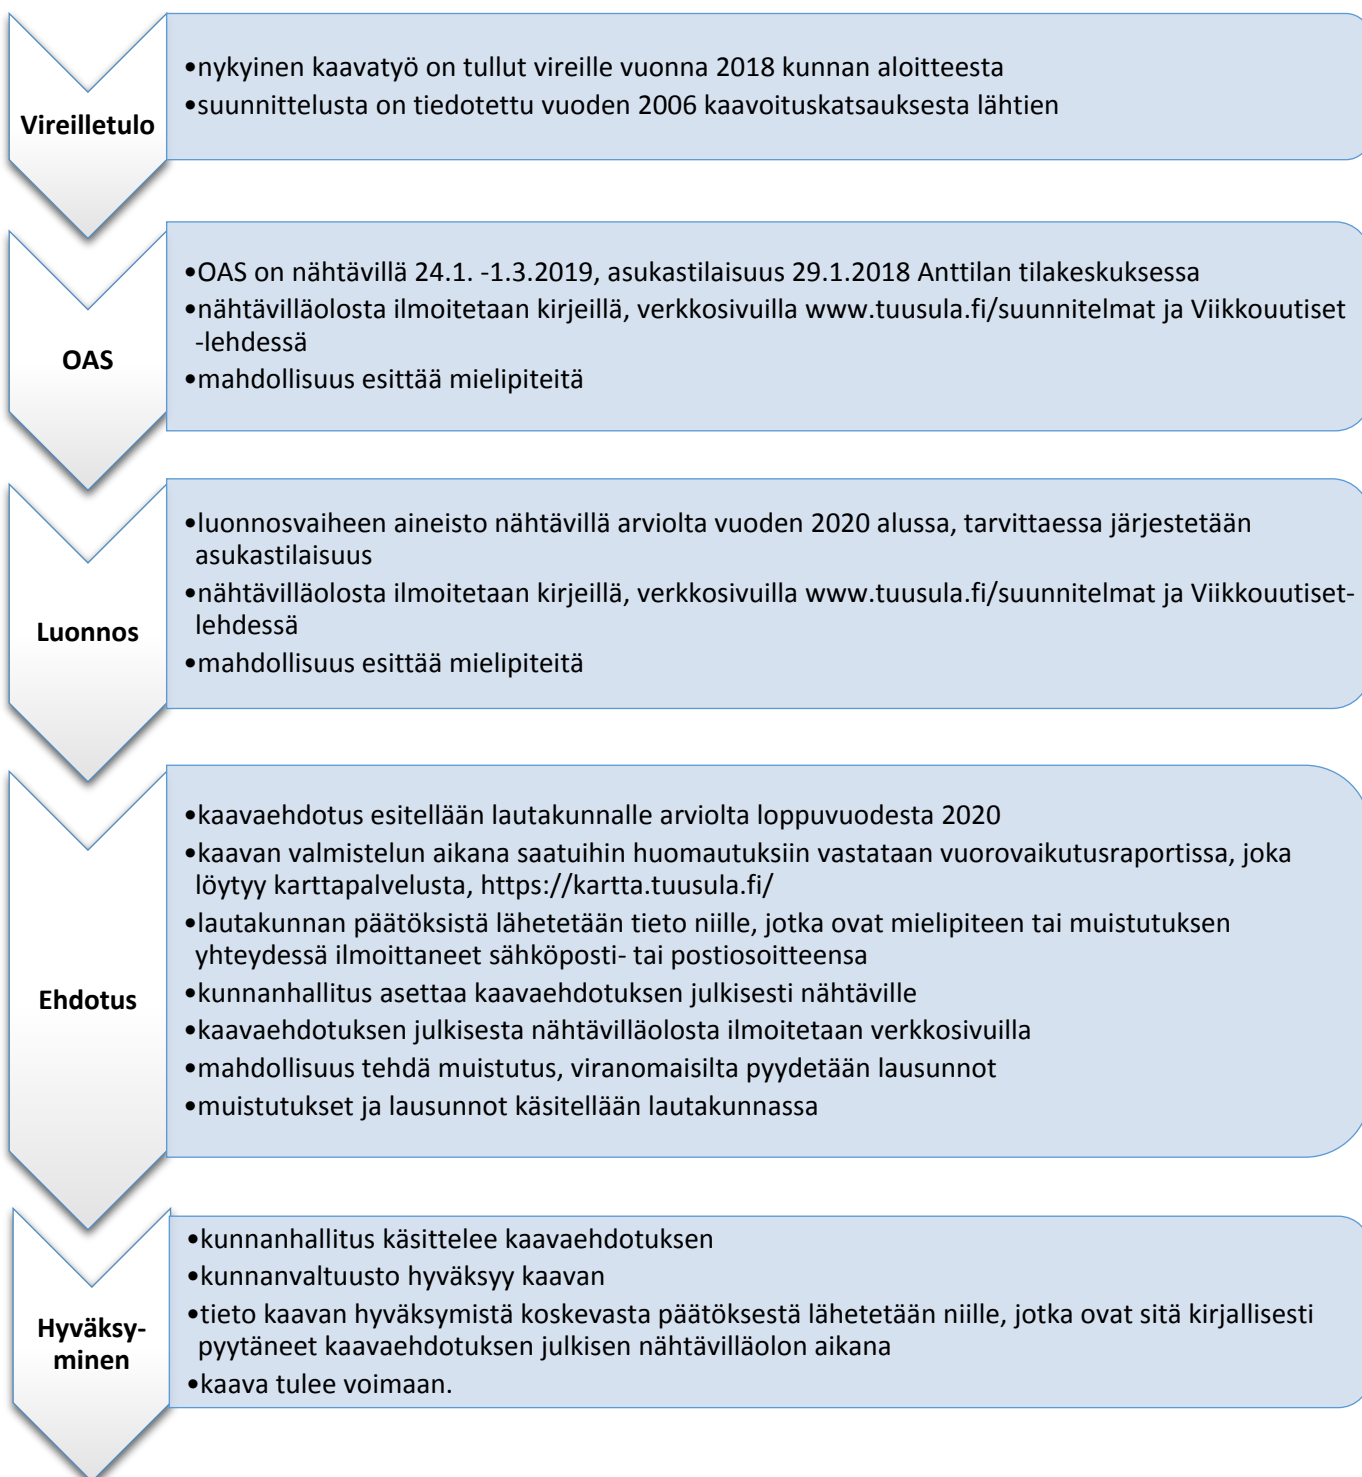 Vireilletulo
•nykyinen kaavatyö on tullut vireille vuonna 2018 kunnan aloitteesta
•suunnittelusta on tiedotettu vuoden 2006 kaavoituskatsauksesta lähtien
OAS
•OAS on nähtävillä 24.1. -1.3.2019, asukastilaisuus 29.1.2018 Anttilan tilakeskuksessa
•nähtävilläolosta ilmoitetaan kirjeillä, verkkosivuilla www.tuusula.fi/suunnitelmat ja Viikkouutiset
-lehdessä
•mahdollisuus esittää mielipiteitä
Luonnos
•luonnosvaiheen aineisto nähtävillä arviolta vuoden 2020 alussa, tarvittaessa järjestetään
asukastilaisuus
•nähtävilläolosta ilmoitetaan kirjeillä, verkkosivuilla www.tuusula.fi/suunnitelmat ja Viikkouutiset-
lehdessä
•mahdollisuus esittää mielipiteitä
Ehdotus
•kaavaehdotus esitellään lautakunnalle arviolta loppuvuodesta 2020
•kaavan valmistelun aikana saatuihin huomautuksiin vastataan vuorovaikutusraportissa, joka
löytyy karttapalvelusta, https://kartta.tuusula.fi/
•lautakunnan päätöksistä lähetetään tieto niille, jotka ovat mielipiteen tai muistutuksen
yhteydessä ilmoittaneet sähköposti- tai postiosoitteensa
•kunnanhallitus asettaa kaavaehdotuksen julkisesti nähtäville
•kaavaehdotuksen julkisesta nähtävilläolosta ilmoitetaan verkkosivuilla
•mahdollisuus tehdä muistutus, viranomaisilta pyydetään lausunnot
•muistutukset ja lausunnot käsitellään lautakunnassa
Hyväksy-
minen
•kunnanhallitus käsittelee kaavaehdotuksen
•kunnanvaltuusto hyväksyy kaavan
•tieto kaavan hyväksymistä koskevasta päätöksestä lähetetään niille, jotka ovat sitä kirjallisesti
pyytäneet kaavaehdotuksen julkisen nähtävilläolon aikana
•kaava tulee voimaan.